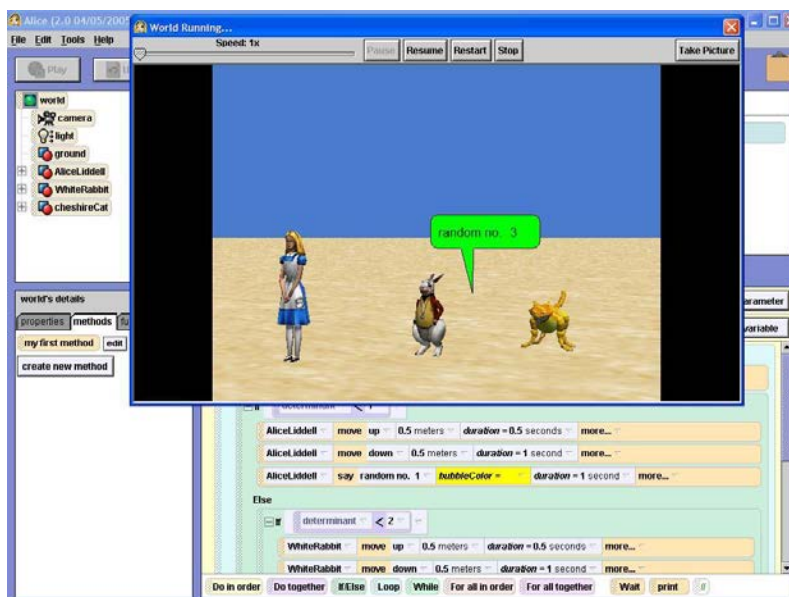 Alice (2.0 04/05/2005
World Running...
File Edit Tools Help
Speed: 1x
Pause Resume Restart Stop Take Picture
Play
world
camera
light
ground
AliceLiddell
WhiteRabbit
cheshireCat
random no. 3
world's details
properties methods fu
my first method edit
create new method
arameter
variable
If determinant < 1
AliceLiddell move up 0.5 meters duration = 0.5 seconds more...
AliceLiddell move down 0.5 meters duration = 1 second more...
AliceLiddell say random no. 1 bubbleColor = duration = 1 second more...
Else
If determinant < 2
WhiteRabbit move up 0.5 meters duration = 0.5 seconds more...
WhiteRabbit move down 0.5 meters duration = 1 second more...
Do in order Do together If/Else Loop While For all in order For all together Wait print //